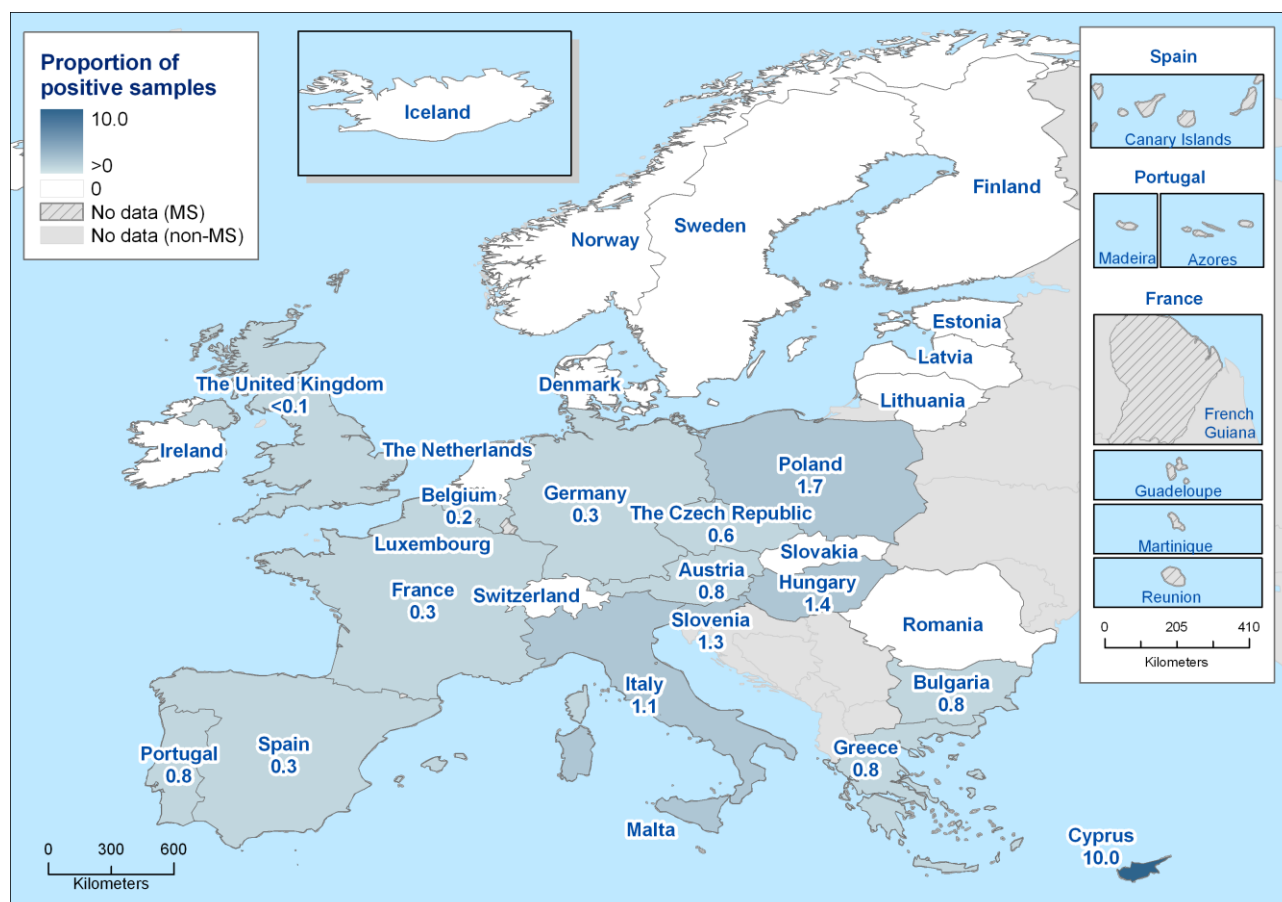 Proportion of
positive samples
10.0
>0
0
No data (MS)
No data (non-MS)
Iceland
Norway
Sweden
Finland
Estonia
Latvia
Lithuania
Denmark
The United Kingdom
<0.1
Ireland
The Netherlands
Belgium
0.2
Luxembourg
Germany
0.3
Poland
1.7
The Czech Republic
0.6
Slovakia
Austria
0.8
Hungary
1.4
France
0.3
Switzerland
Slovenia
1.3
Romania
Italy
1.1
Bulgaria
0.8
Portugal
0.8
Spain
0.3
Greece
0.8
Malta
Cyprus
10.0
0 300 600
Kilometers
Spain
Canary Islands
Portugal
Madeira
Azores
France
French
Guiana
Guadeloupe
Martinique
Reunion
0 205 410
Kilometers